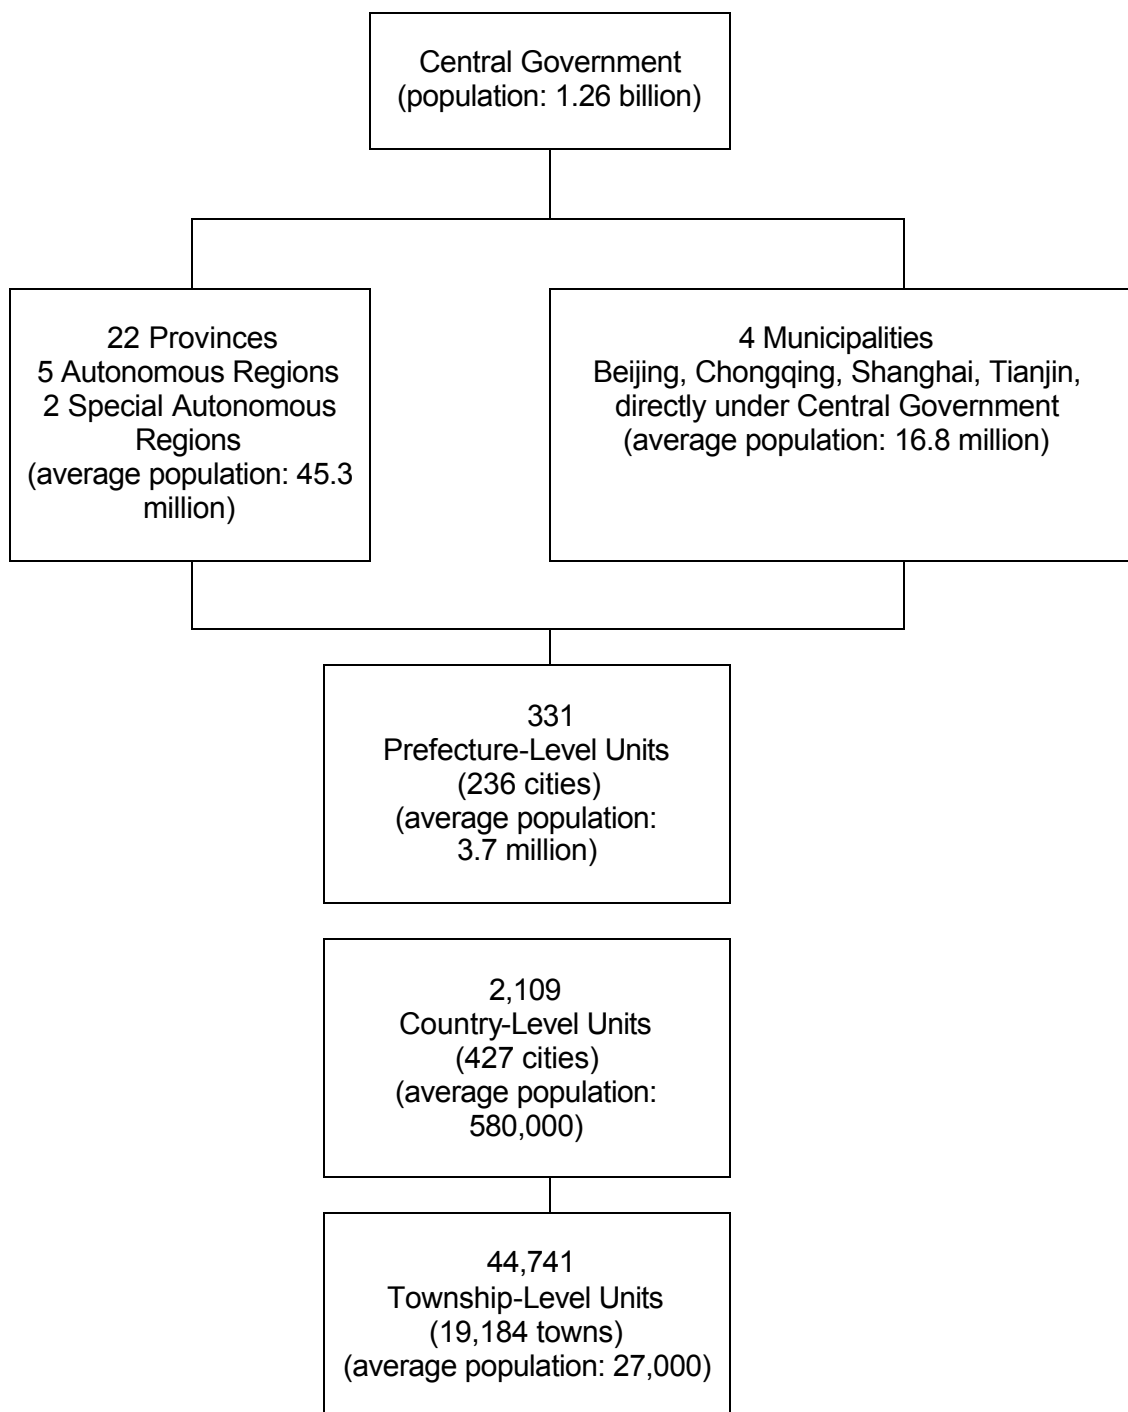 Central Government
(population: 1.26 billion)
22 Provinces
5 Autonomous Regions
2 Special Autonomous
Regions
(average population: 45.3
million)
4 Municipalities
Beijing, Chongqing, Shanghai, Tianjin,
directly under Central Government
(average population: 16.8 million)
331
Prefecture-Level Units
(236 cities)
(average population:
3.7 million)
2,109
Country-Level Units
(427 cities)
(average population:
580,000)
44,741
Township-Level Units
(19,184 towns)
(average population: 27,000)